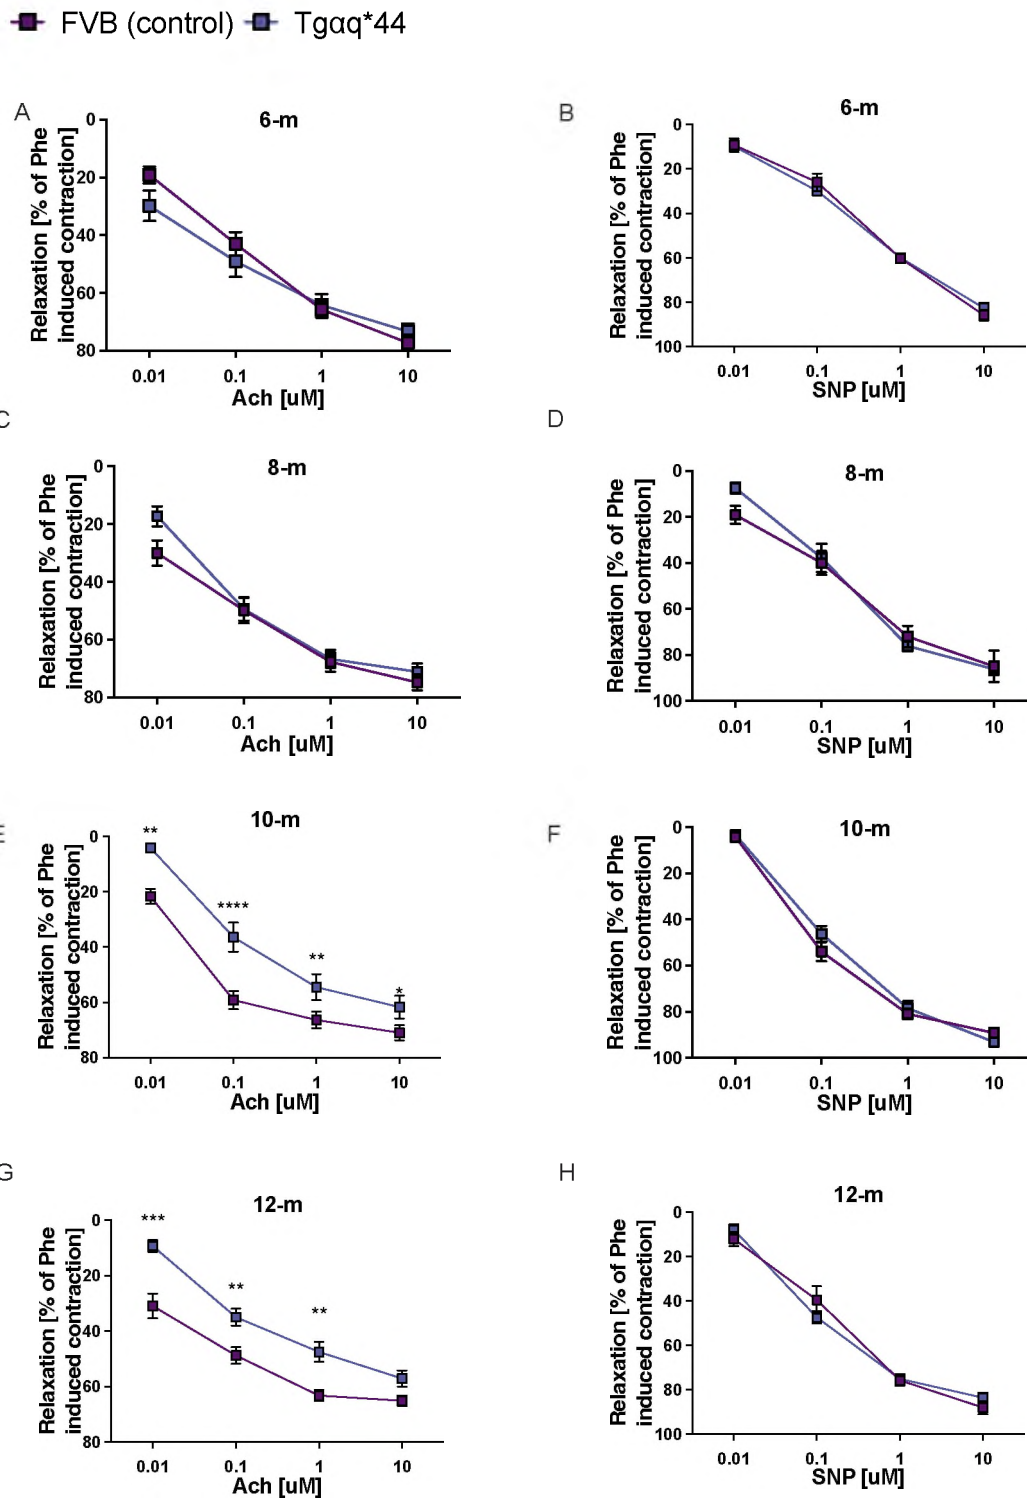 FVB (control) Tgαq*44
A
6-m
Relaxation [% of Phe
induced contraction]
0
20
40
60
80
0.01 0.1 1 10
Ach [uM]
B
6-m
Relaxation [% of Phe
induced contraction]
0
20
40
60
80
100
0.01 0.1 1 10
SNP [uM]
C
8-m
Relaxation [% of Phe
induced contraction]
0
20
40
60
80
0.01 0.1 1 10
Ach [uM]
D
8-m
Relaxation [% of Phe
induced contraction]
0
20
40
60
80
100
0.01 0.1 1 10
SNP [uM]
E
10-m
Relaxation [% of Phe
induced contraction]
0
20
40
60
80
** **** ** *
0.01 0.1 1 10
Ach [uM]
F
10-m
Relaxation [% of Phe
induced contraction]
0
20
40
60
80
100
0.01 0.1 1 10
SNP [uM]
G
12-m
Relaxation [% of Phe
induced contraction]
0
20
40
60
80
*** ** **
0.01 0.1 1 10
Ach [uM]
H
12-m
Relaxation [% of Phe
induced contraction]
0
20
40
60
80
100
0.01 0.1 1 10
SNP [uM]